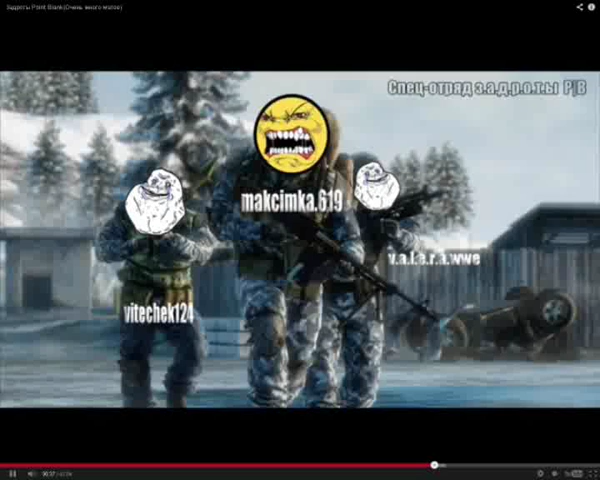 Задроты Point Blank(Очень много матов)
Спец-отряд з.а.д.р.о.т.ы P|B
makcimka.619
v.a.l.e.r.a.wwe
vitechek124